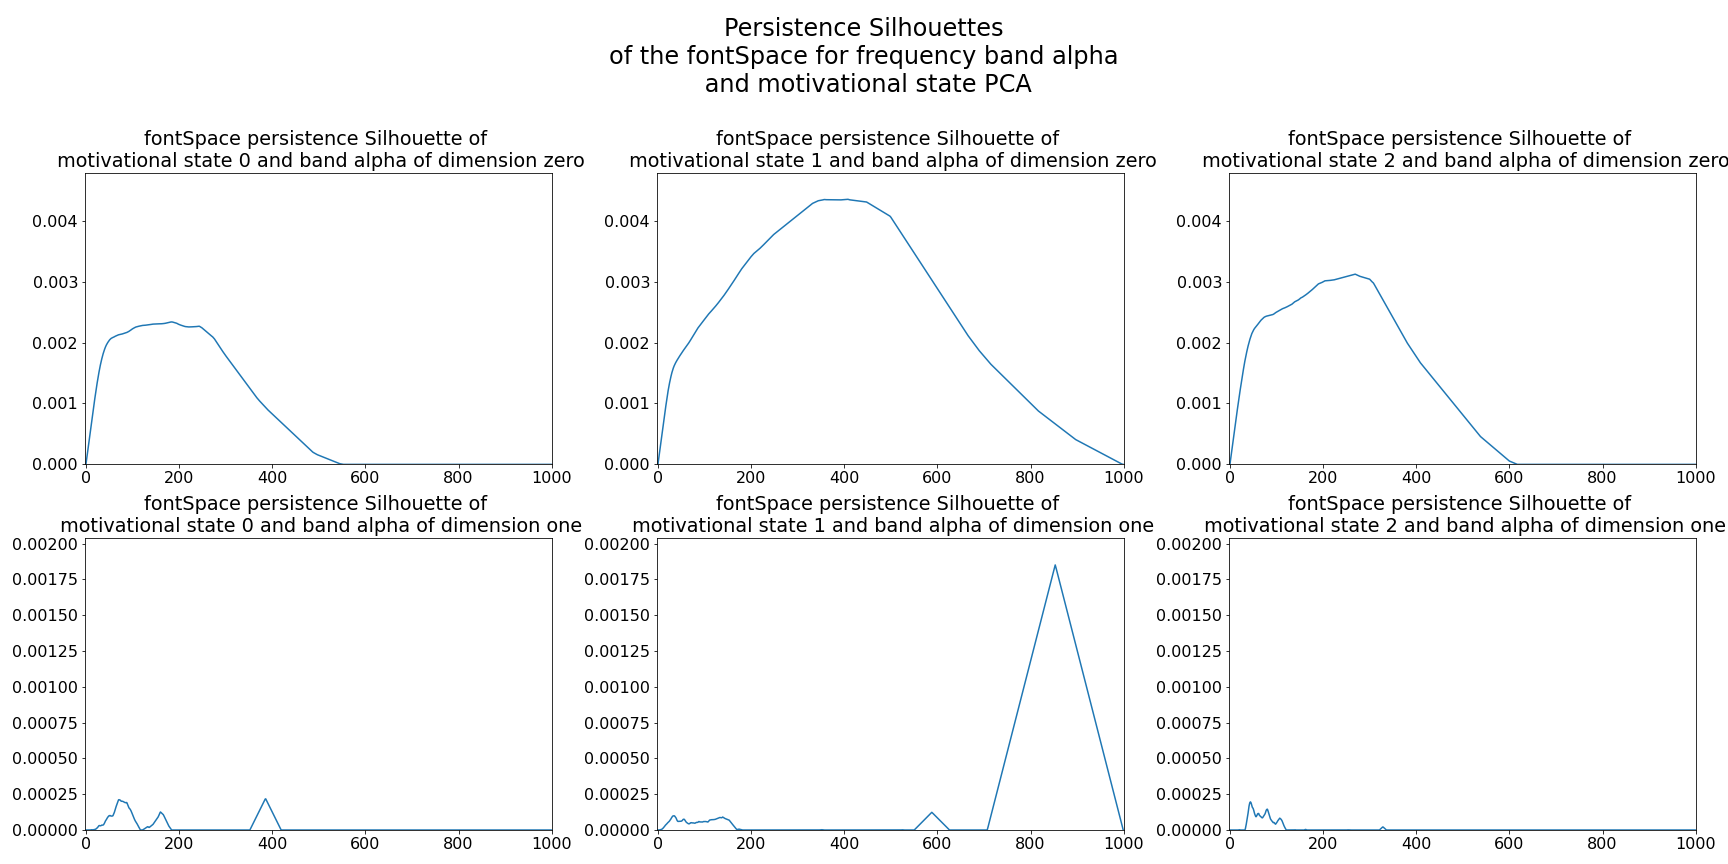 Persistence Silhouettes
of the fontSpace for frequency band alpha
and motivational state PCA
fontSpace persistence Silhouette of
motivational state 0 and band alpha of dimension zero
0.004
0.003
0.002
0.001
0.000
0 200 400 600 800 1000
fontSpace persistence Silhouette of
motivational state 1 and band alpha of dimension zero
0.004
0.003
0.002
0.001
0.000
0 200 400 600 800 1000
fontSpace persistence Silhouette of
motivational state 2 and band alpha of dimension zero
0.004
0.003
0.002
0.001
0.000
0 200 400 600 800 1000
fontSpace persistence Silhouette of
motivational state 0 and band alpha of dimension one
0.00200
0.00175
0.00150
0.00125
0.00100
0.00075
0.00050
0.00025
0.00000
0 200 400 600 800 1000
fontSpace persistence Silhouette of
motivational state 1 and band alpha of dimension one
0.00200
0.00175
0.00150
0.00125
0.00100
0.00075
0.00050
0.00025
0.00000
0 200 400 600 800 1000
fontSpace persistence Silhouette of
motivational state 2 and band alpha of dimension one
0.00200
0.00175
0.00150
0.00125
0.00100
0.00075
0.00050
0.00025
0.00000
0 200 400 600 800 1000